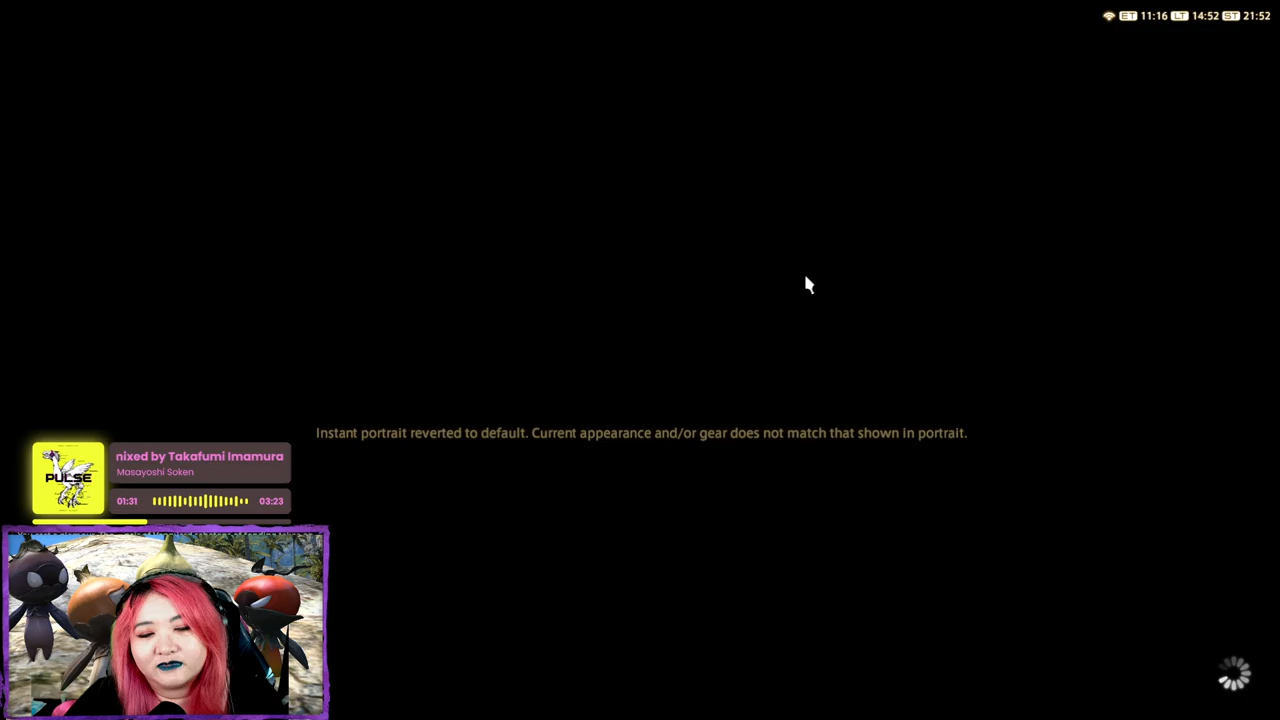 ET 11:16 LT 14:52 ST 21:52
Instant portrait reverted to default. Current appearance and/or gear does not match that shown in portrait.
PULSE
nixed by Takafumi Imamura
Masayoshi Soken
01:31 03:23